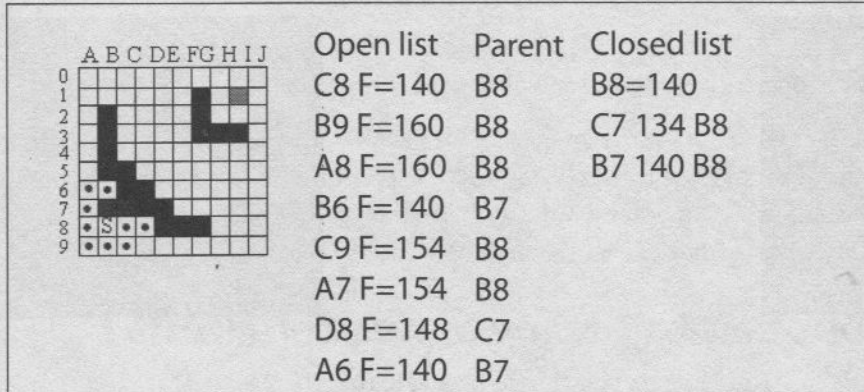 A B C D E F G H I J
0
1
2
3
4
5
6
7
8 S
9
Open list Parent Closed list
C8 F=140 B8 B8=140
B9 F=160 B8 C7 134 B8
A8 F=160 B8 B7 140 B8
B6 F=140 B7
C9 F=154 B8
A7 F=154 B8
D8 F=148 C7
A6 F=140 B7